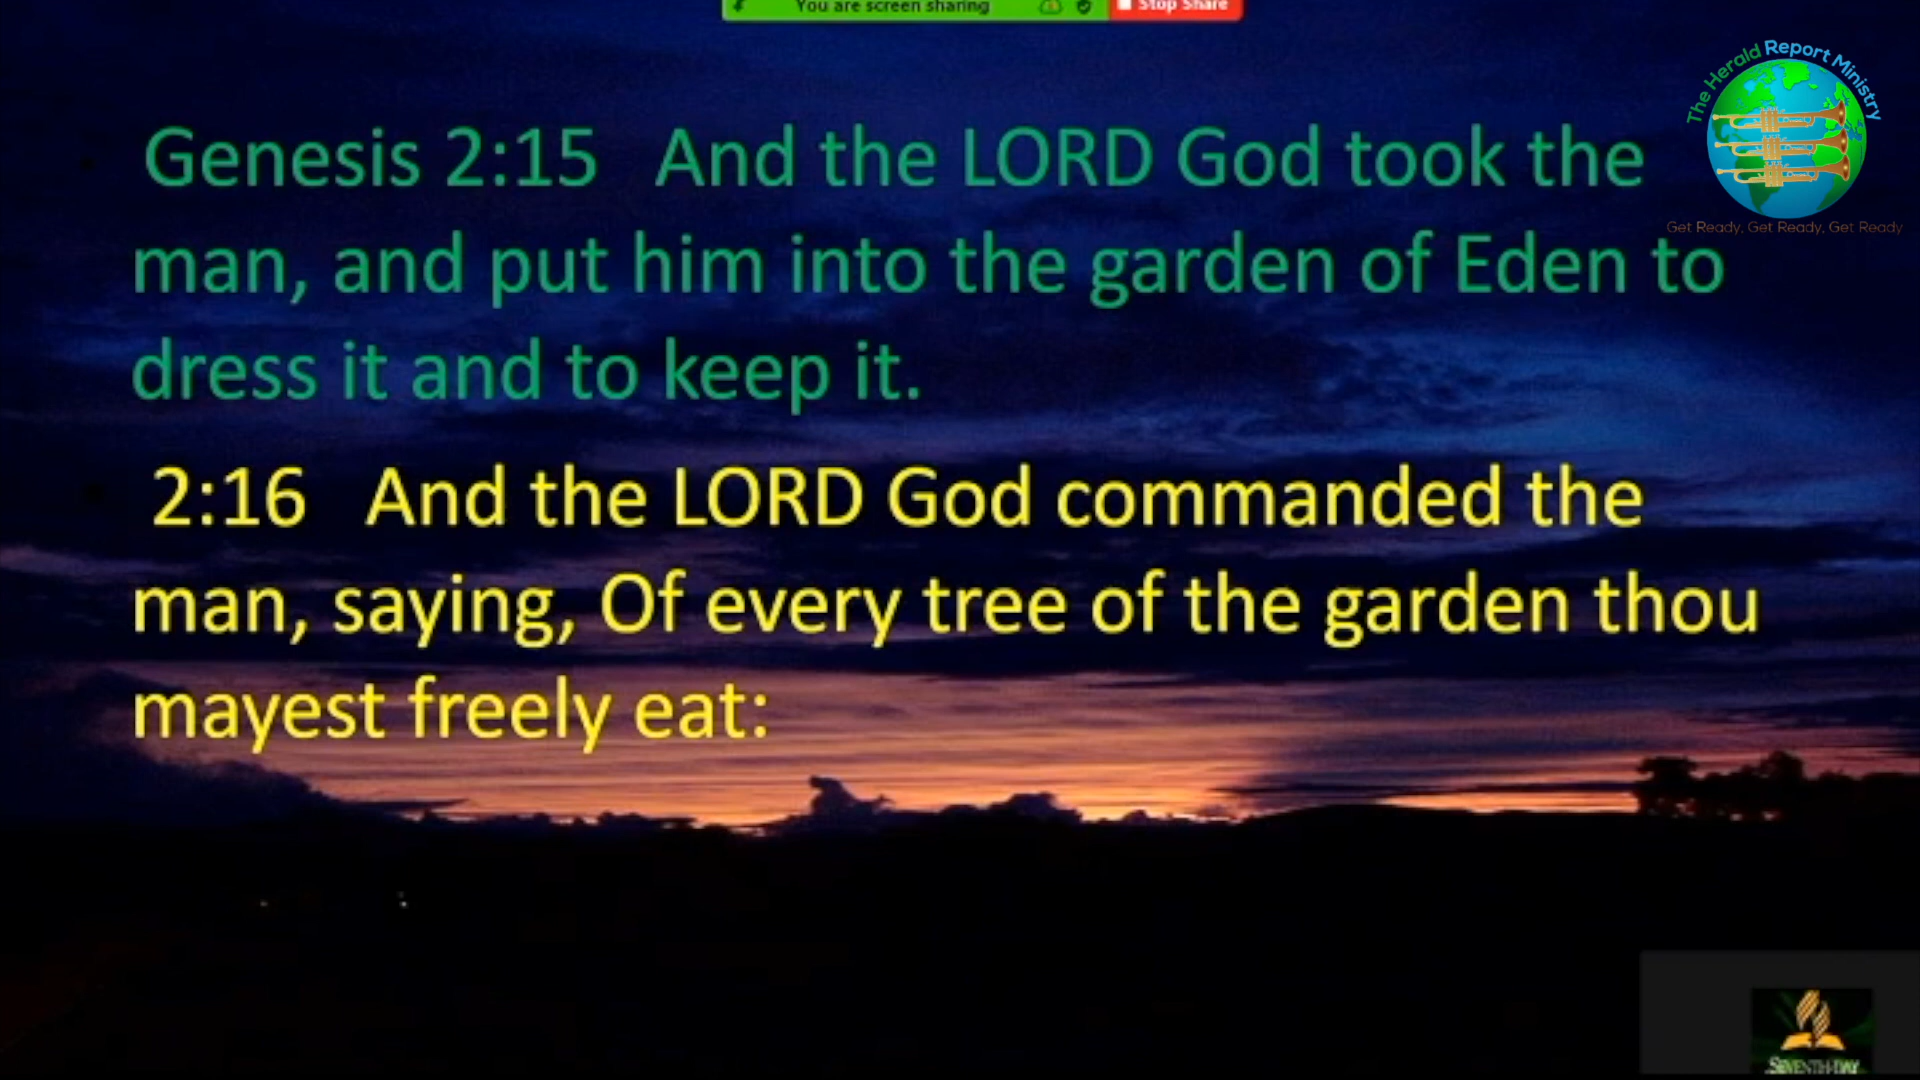 You are screen sharing Stop Share
The Herald Report Ministry
Get Ready, Get Ready, Get Ready
Genesis 2:15 And the LORD God took the
man, and put him into the garden of Eden to
dress it and to keep it.
2:16 And the LORD God commanded the
man, saying, Of every tree of the garden thou
mayest freely eat:
SEVENTH-DAY